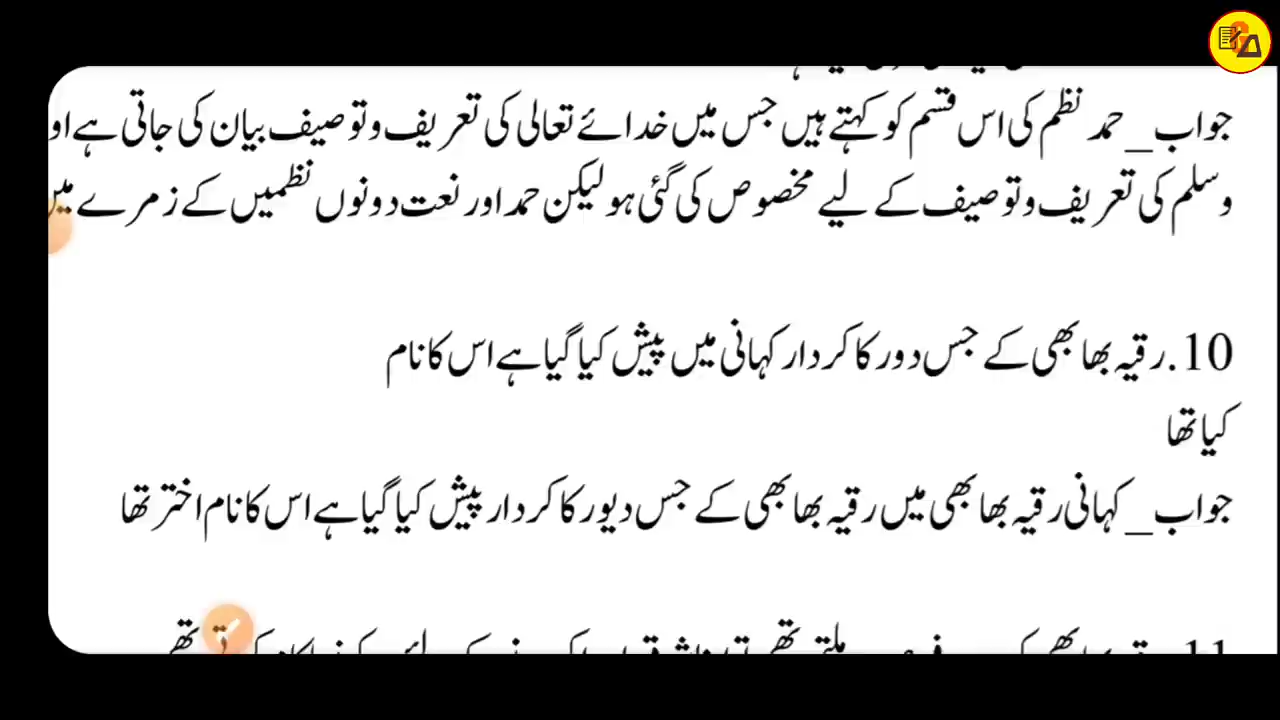 جواب_ حمد نظم کی اس قسم کو کہتے ہیں جس میں خدائے تعالی کی تعریف و توصیف بیان کی جاتی ہے او
وسلم کی تعریف و توصیف کے لیے مخصوص کی گئی ہو لیکن حمد اور نعت دونوں نظمیں کے زمرے میں
10. رقیہ بھابھی کے جس دور کا کردار کہانی میں پیش کیا گیا ہے اس کا نام
کیا تھا
جواب_ کہانی رقیہ بھابھی میں رقیہ بھابھی کے جس دیور کا کردار پیش کیا گیا ہے اس کا نام اختر تھا
11.